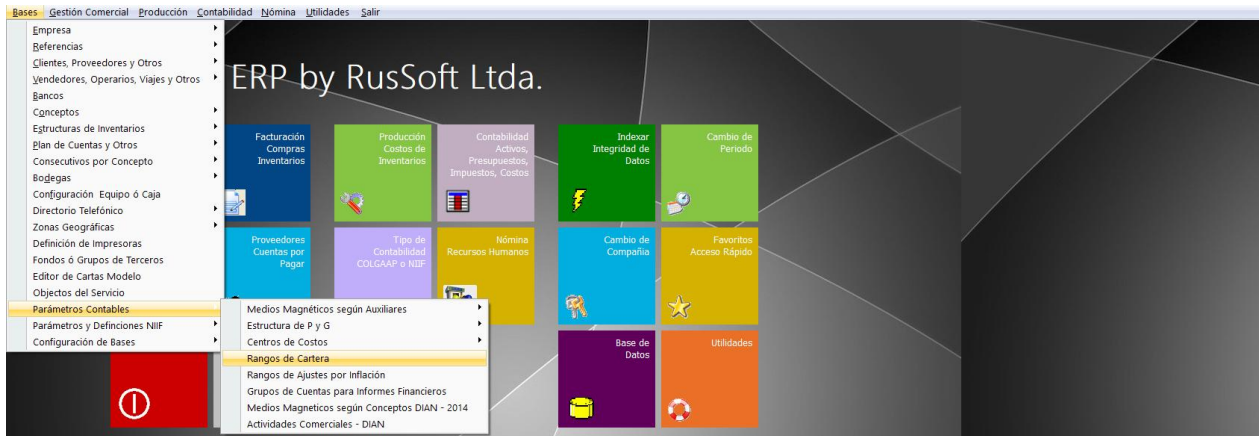 Bases Gestión Comercial Producción Contabilidad Nómina Utilidades Salir
Empresa
Referencias
Clientes, Proveedores y Otros
Vendedores, Operarios, Viajes y Otros
Bancos
Conceptos
Estructuras de Inventarios
Plan de Cuentas y Otros
Consecutivos por Concepto
Bodegas
Configuración Equipo ó Caja
Directorio Telefónico
Zonas Geográficas
Definición de Impresoras
Fondos ó Grupos de Terceros
Editor de Cartas Modelo
Objectos del Servicio
Parámetros Contables
Parámetros y Definciones NIIF
Configuración de Bases
Medios Magnéticos según Auxiliares
Estructura de P y G
Centros de Costos
Rangos de Cartera
Rangos de Ajustes por Inflación
Grupos de Cuentas para Informes Financieros
Medios Magneticos según Conceptos DIAN - 2014
Actividades Comerciales - DIAN
ERP by RusSoft Ltda.
Facturación
Compras
Inventarios
Producción
Costos de
Inventarios
Contabilidad
Activos,
Presupuestos,
Impuestos, Costos
Indexar
Integridad de
Datos
Cambio de
Periodo
Proveedores
Cuentas por
Pagar
Tipo de
Contabilidad
COLGAAP o NIIF
Nómina
Recursos Humanos
Cambio de
Compañia
Favoritos
Acceso Rápido
Base de
Datos
Utilidades